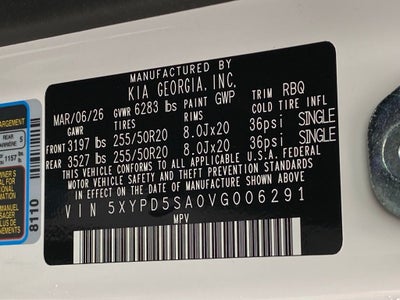 MANUFACTURED BY
KIA GEORGIA, INC.
MAR/06/26 GVWR 6283 lbs PAINT GWP TRIM RBQ
GAWR TIRES RIMS COLD TIRE INFL
FRONT 3197 lbs 255/50R20 8.0Jx20 36psi SINGLE
REAR 3527 lbs 255/50R20 8.0Jx20 36psi SINGLE
THIS VEHICLE CONFORMS TO ALL APPLICABLE U.S.A. FEDERAL
MOTOR VEHICLE SAFETY AND THEFT PREVENTION STANDARDS
IN EFFECT ON THE DATE OF MANUFACTURE SHOWN ABOVE.
VIN 5XYPD5SA0VG006291
MPV
8110
REAR
5
1157